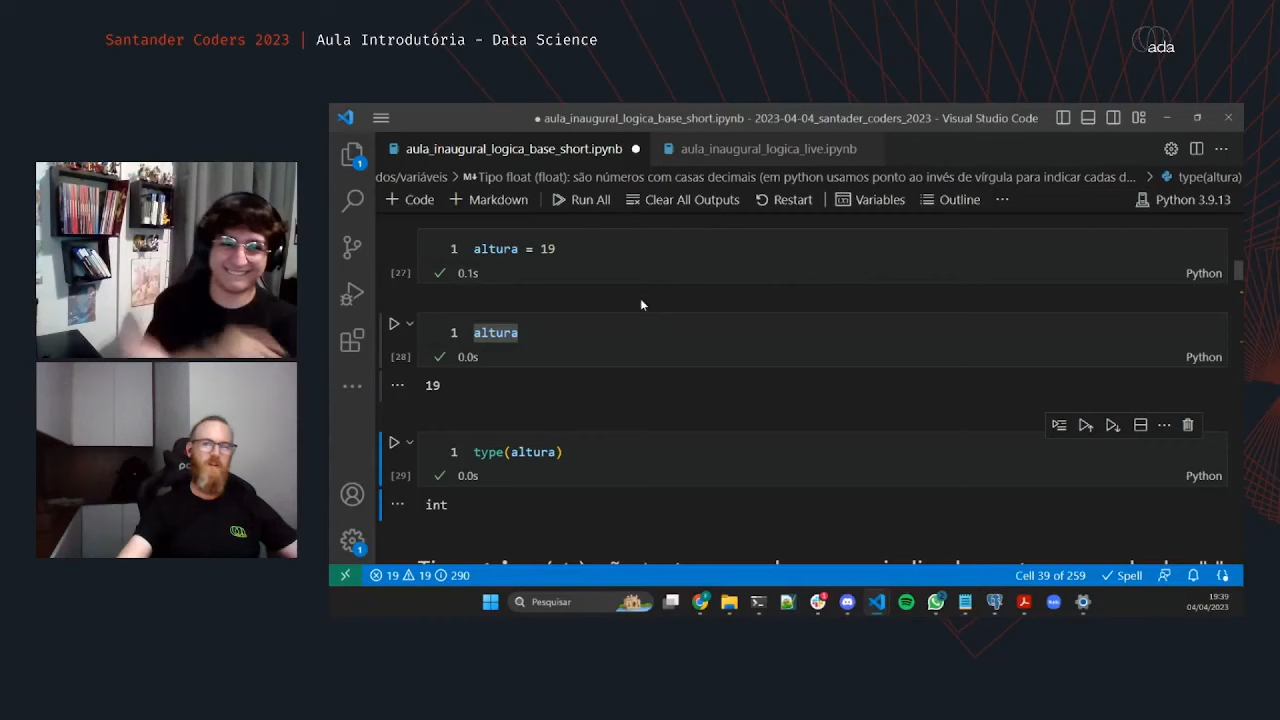 Santander Coders 2023 | Aula Introdutória - Data Science
ada
● aula_inaugural_logica_base_short.ipynb - 2023-04-04_santader_coders_2023 - Visual Studio Code
aula_inaugural_logica_base_short.ipynb ●
aula_inaugural_logica_live.ipynb
dos/variáveis > M↓Tipo float (float): são números com casas decimais (em python usamos ponto ao invés de vírgula para indicar cadas d... > type(altura)
+ Code + Markdown Run All Clear All Outputs Restart Variables Outline ... Python 3.9.13
1 altura = 19
[27] ✓ 0.1s Python
1 altura
[28] ✓ 0.0s Python
... 19
1 type(altura)
[29] ✓ 0.0s Python
... int
19 19 290 Cell 39 of 259 ✓ Spell
Pesquisar
19:39
04/04/2023